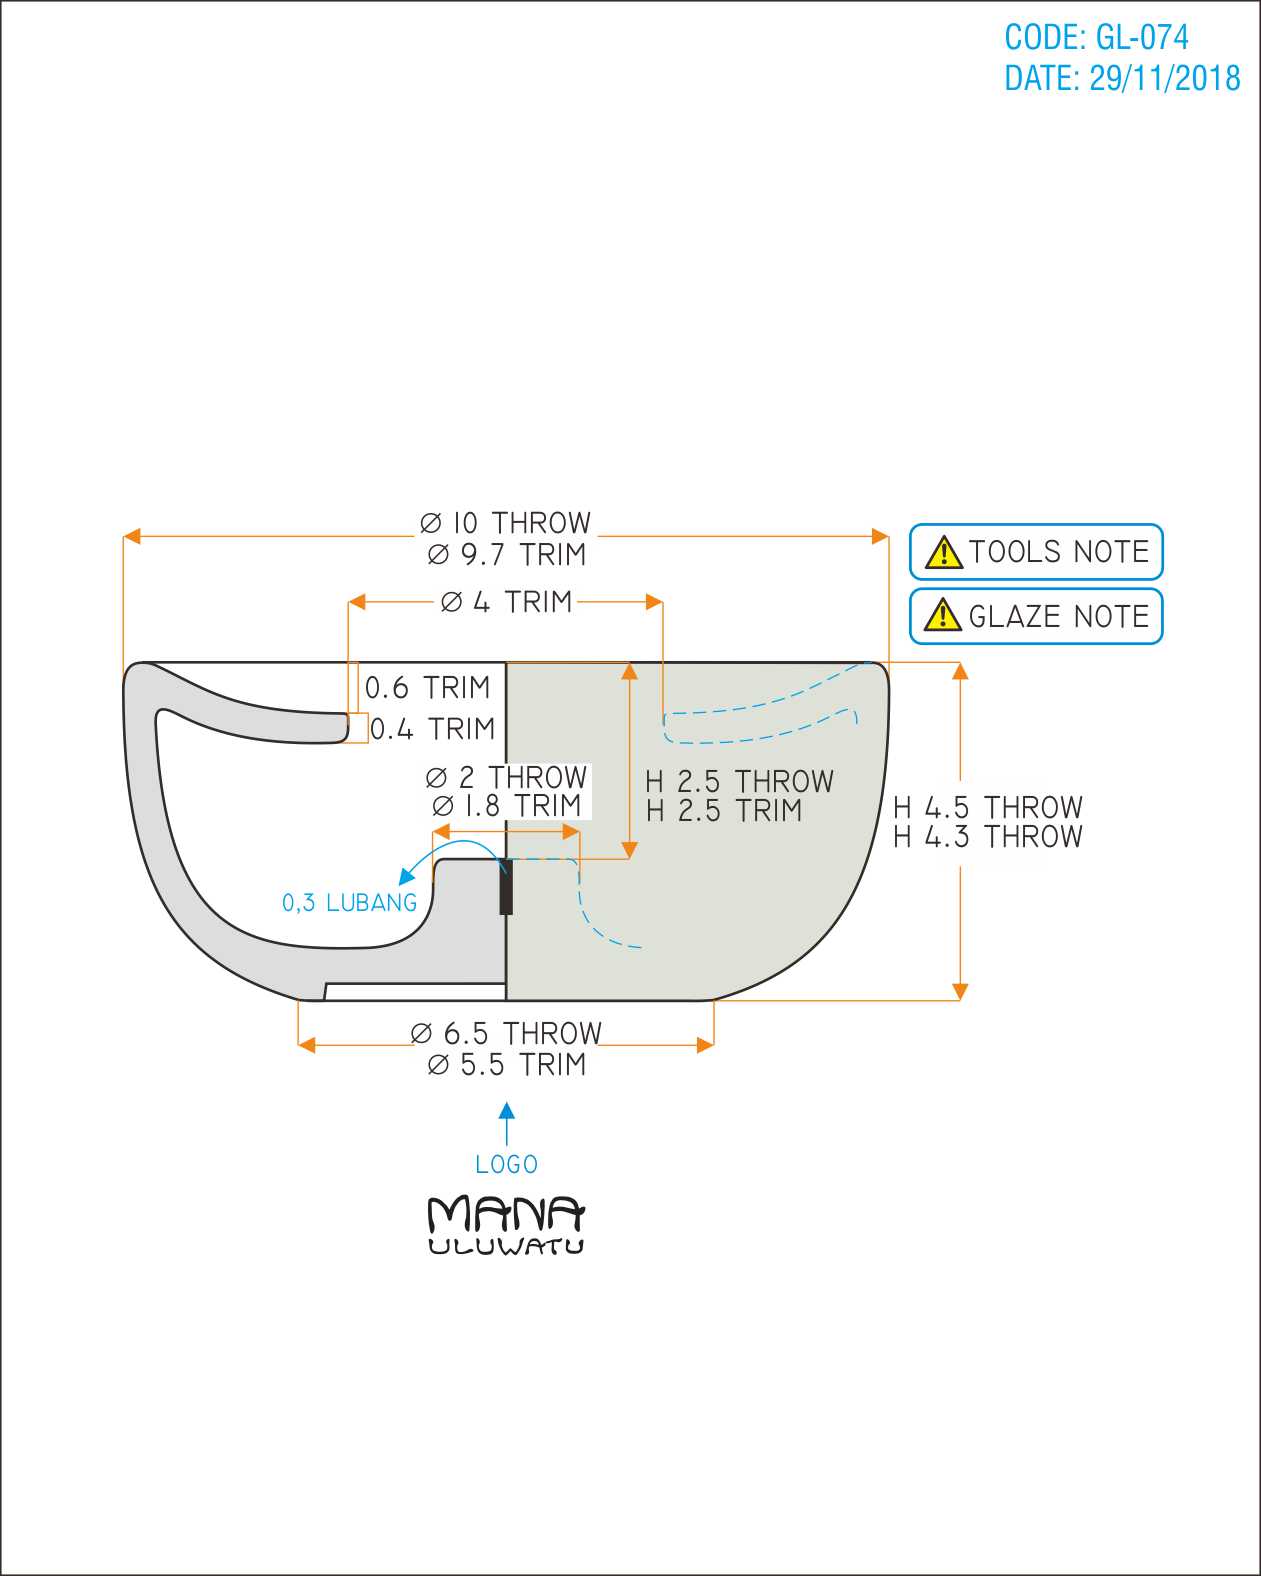 CODE: GL-074
DATE: 29/11/2018
Ø 10 THROW
Ø 9.7 TRIM
TOOLS NOTE
Ø 4 TRIM
GLAZE NOTE
0.6 TRIM
0.4 TRIM
Ø 2 THROW
Ø 1.8 TRIM
H 2.5 THROW
H 2.5 TRIM
H 4.5 THROW
H 4.3 THROW
0,3 LUBANG
Ø 6.5 THROW
Ø 5.5 TRIM
LOGO
MANA
ULUWATU